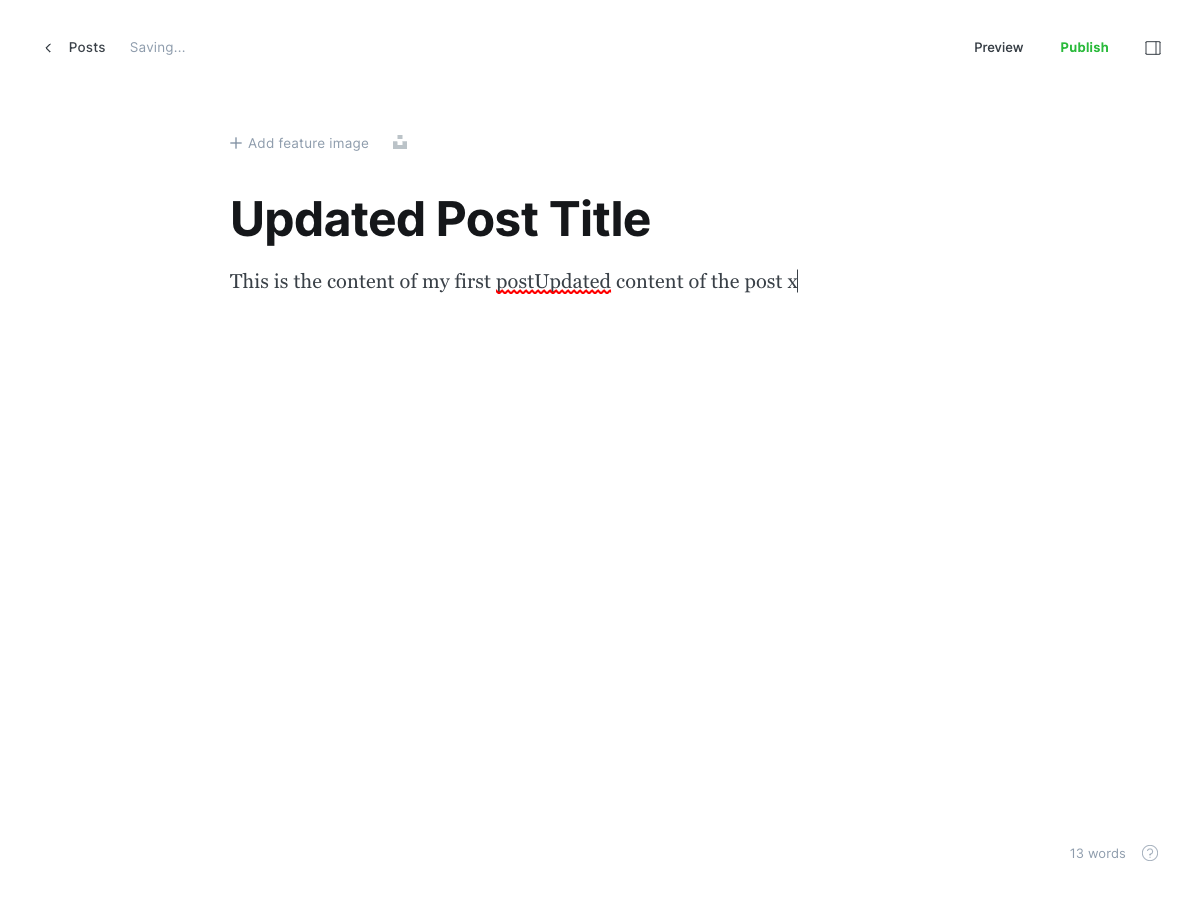 Posts Saving...
Preview Publish
Add feature image
Updated Post Title
This is the content of my first postUpdated content of the post x
13 words